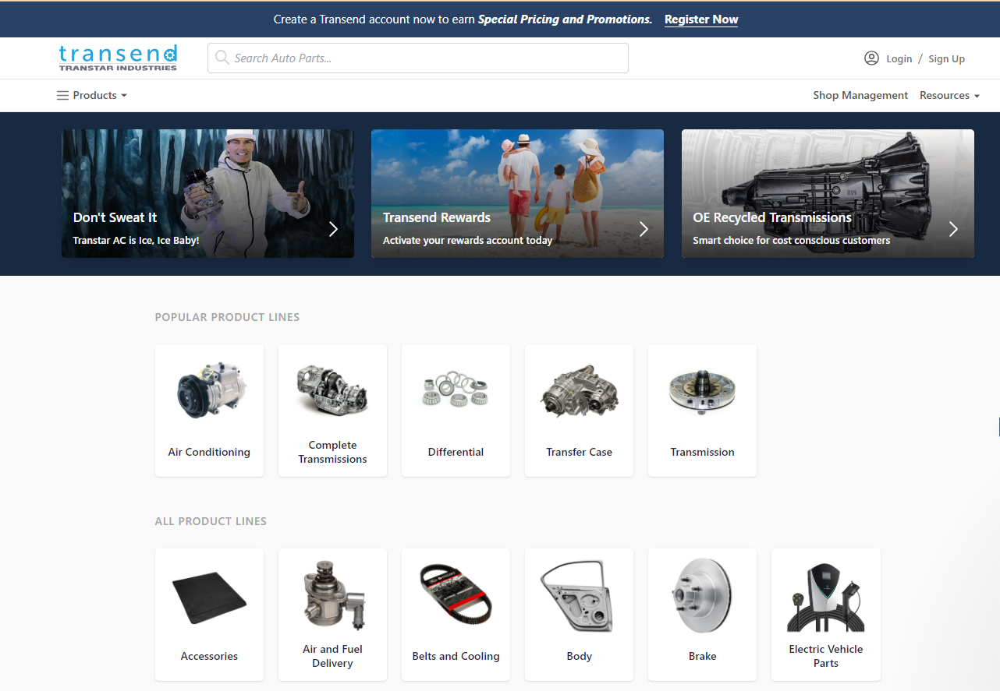 Create a Transend account now to earn Special Pricing and Promotions. Register Now
transend
TRANSTAR INDUSTRIES
Search Auto Parts...
Login / Sign Up
Products
Shop Management
Resources
Don't Sweat It
Transtar AC is Ice, Ice Baby!
Transend Rewards
Activate your rewards account today
OE Recycled Transmissions
Smart choice for cost conscious customers
POPULAR PRODUCT LINES
Air Conditioning
Complete
Transmissions
Differential
Transfer Case
Transmission
ALL PRODUCT LINES
Accessories
Air and Fuel
Delivery
Belts and Cooling
Body
Brake
Electric Vehicle
Parts